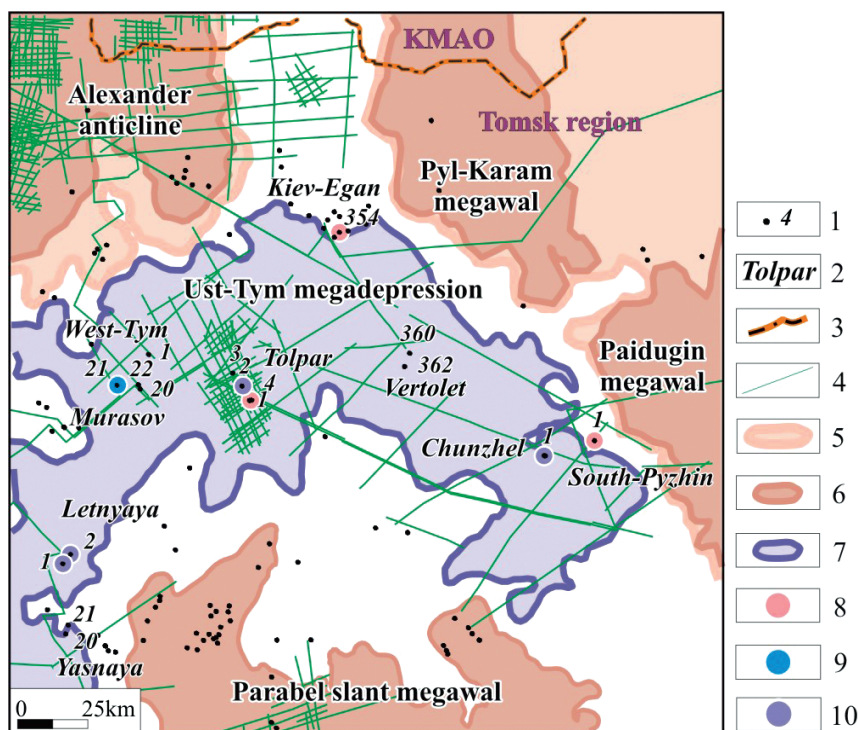 KMAO
Alexander
anticline
Tomsk region
Pyl-Karam
megawal
Kiev-Egan
354
Ust-Tym megadepression
West-Tym
1
21
22
20
Murasov
3
2
Tolpar
4
1
360
362
Vertolet
Paidugin
megawal
1
Chunzhel
1
South-Pyzhin
Letnyaya
2
1
21
20
Yasnaya
Parabel slant megawal
0 25km
4 1
Tolpar 2
3
4
5
6
7
8
9
10